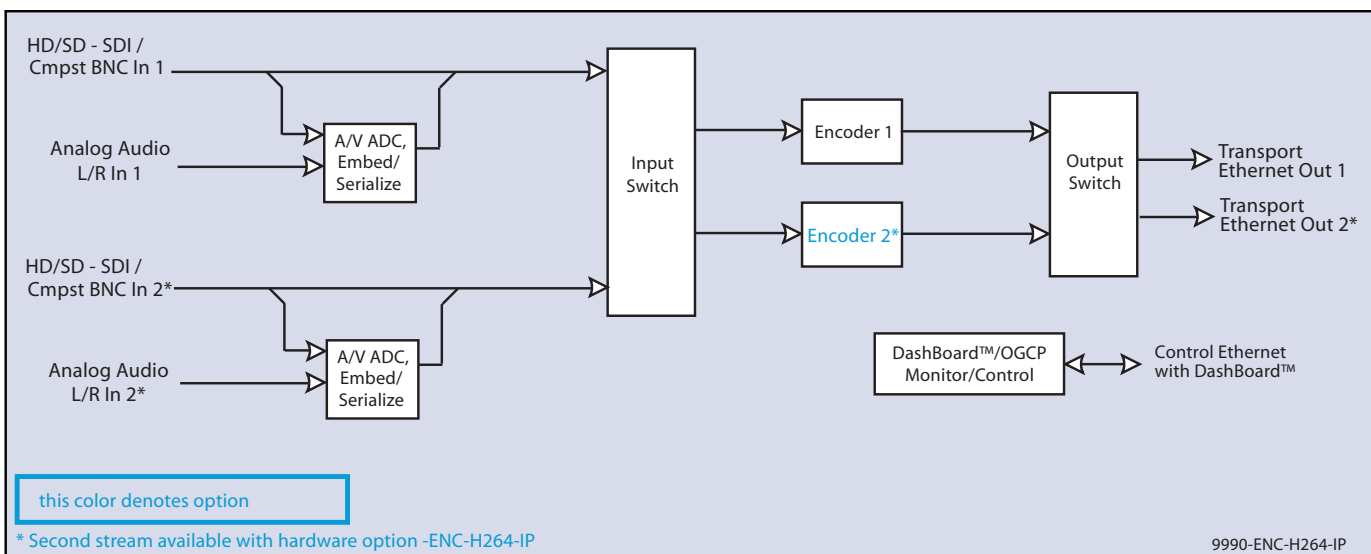 HD/SD - SDI /
Cmpst BNC In 1
Analog Audio
L/R In 1
A/V ADC,
Embed/
Serialize
HD/SD - SDI /
Cmpst BNC In 2*
Analog Audio
L/R In 2*
A/V ADC,
Embed/
Serialize
Input
Switch
Encoder 1
Encoder 2*
Output
Switch
Transport
Ethernet Out 1
Transport
Ethernet Out 2*
DashBoard™/OGCP
Monitor/Control
Control Ethernet
with DashBoard™
this color denotes option
* Second stream available with hardware option -ENC-H264-IP
9990-ENC-H264-IP